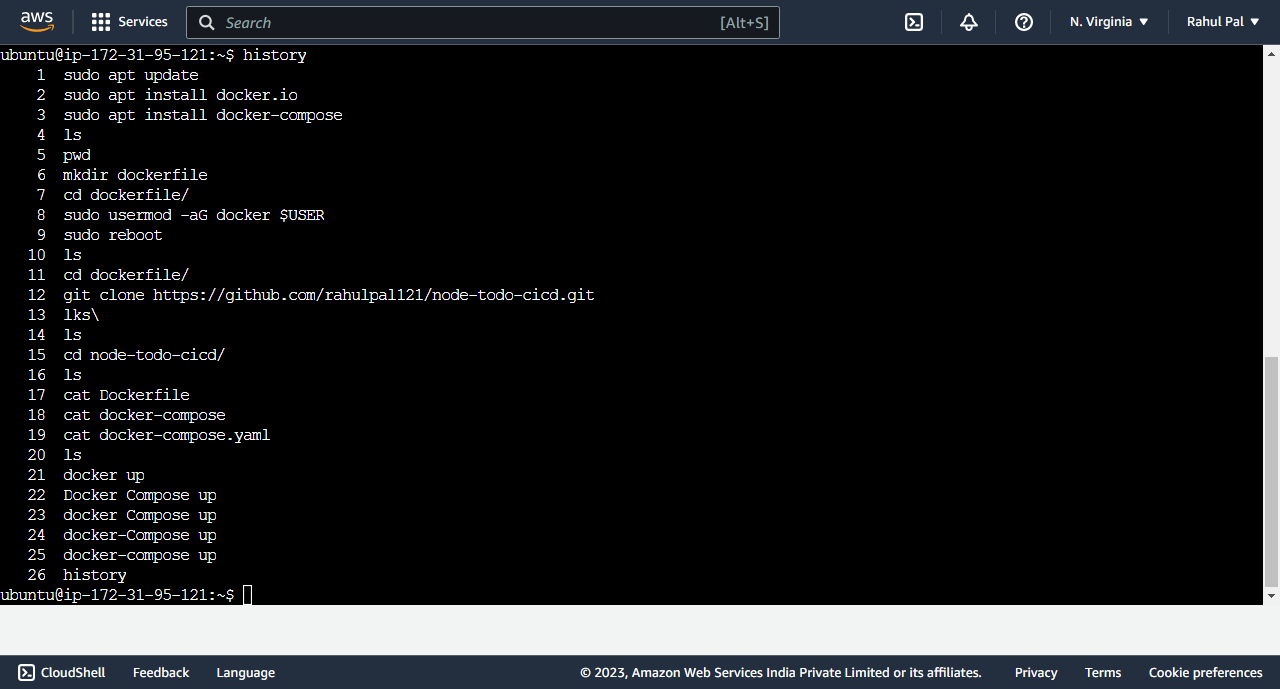 aws Services Search [Alt+S] N. Virginia ▼ Rahul Pal ▼
ubuntu@ip-172-31-95-121:~$ history
1 sudo apt update
2 sudo apt install docker.io
3 sudo apt install docker-compose
4 ls
5 pwd
6 mkdir dockerfile
7 cd dockerfile/
8 sudo usermod -aG docker $USER
9 sudo reboot
10 ls
11 cd dockerfile/
12 git clone https://github.com/rahulpal121/node-todo-cicd.git
13 lks\
14 ls
15 cd node-todo-cicd/
16 ls
17 cat Dockerfile
18 cat docker-compose
19 cat docker-compose.yaml
20 ls
21 docker up
22 Docker Compose up
23 docker Compose up
24 docker-Compose up
25 docker-compose up
26 history
ubuntu@ip-172-31-95-121:~$
CloudShell Feedback Language © 2023, Amazon Web Services India Private Limited or its affiliates. Privacy Terms Cookie preferences